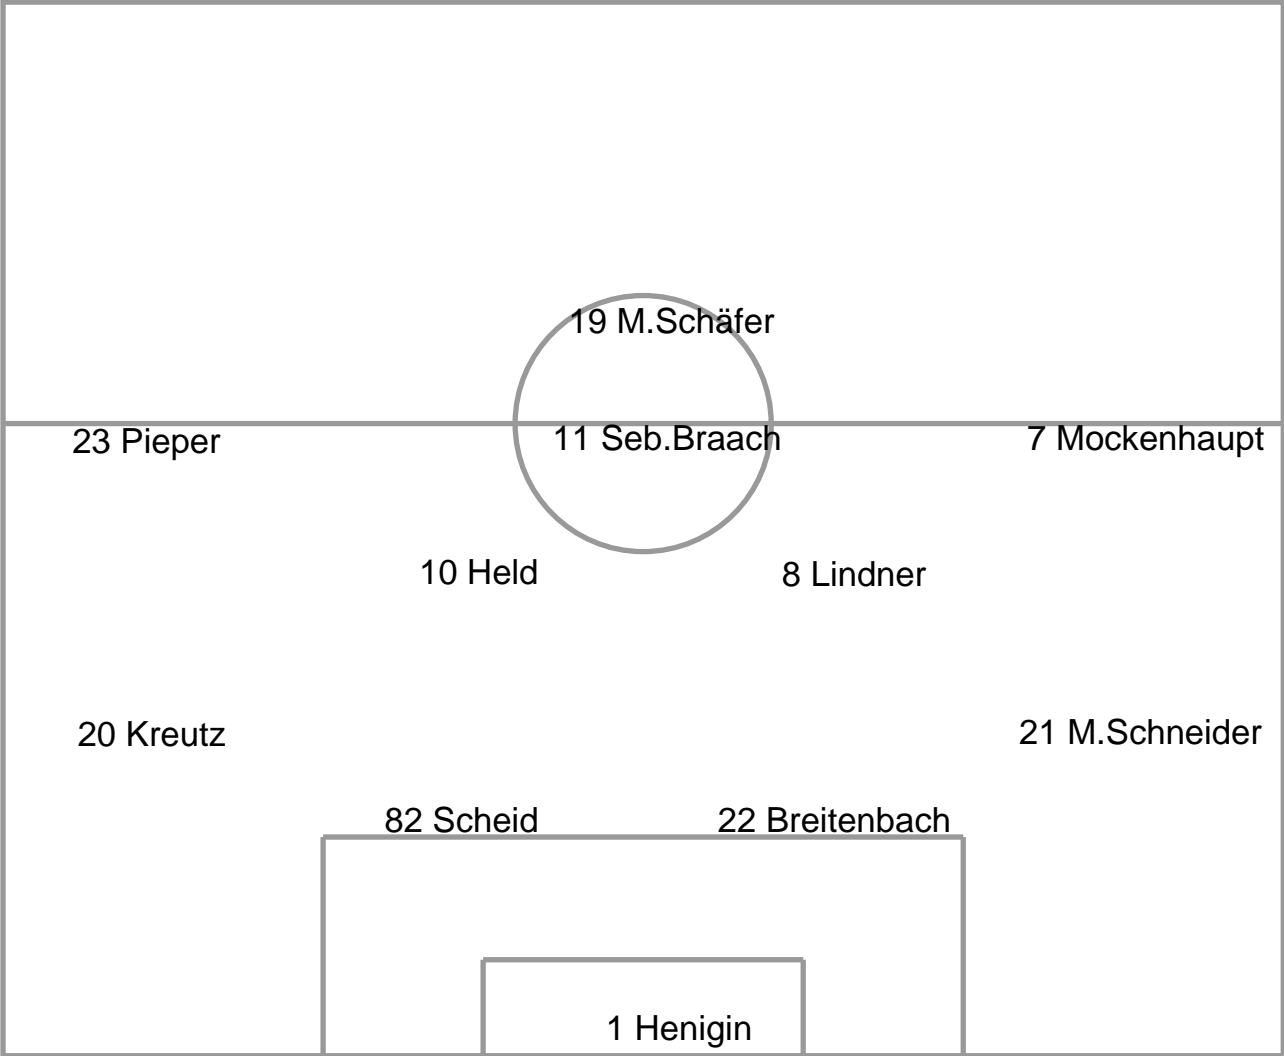 19 M.Schäfer
23 Pieper
11 Seb.Braach
7 Mockenhaupt
10 Held
8 Lindner
20 Kreutz
21 M.Schneider
82 Scheid
22 Breitenbach
1 Henigin